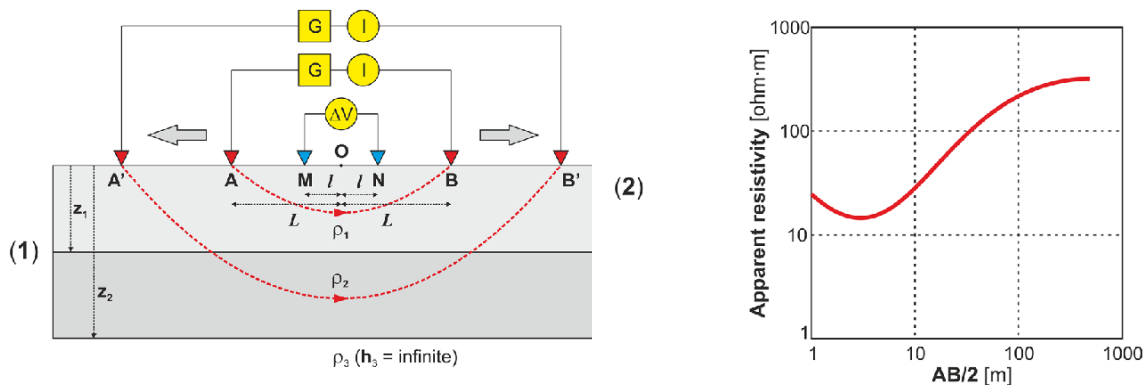 G I
G I
ΔV
O
A' A M l l N B B'
L L
z₁
ρ₁
(1)
z₂
ρ₂
ρ₃ (h₃ = infinite)
(2)
Apparent resistivity [ohm·m]
1000
100
10
1
1 10 100 1000
AB/2 [m]